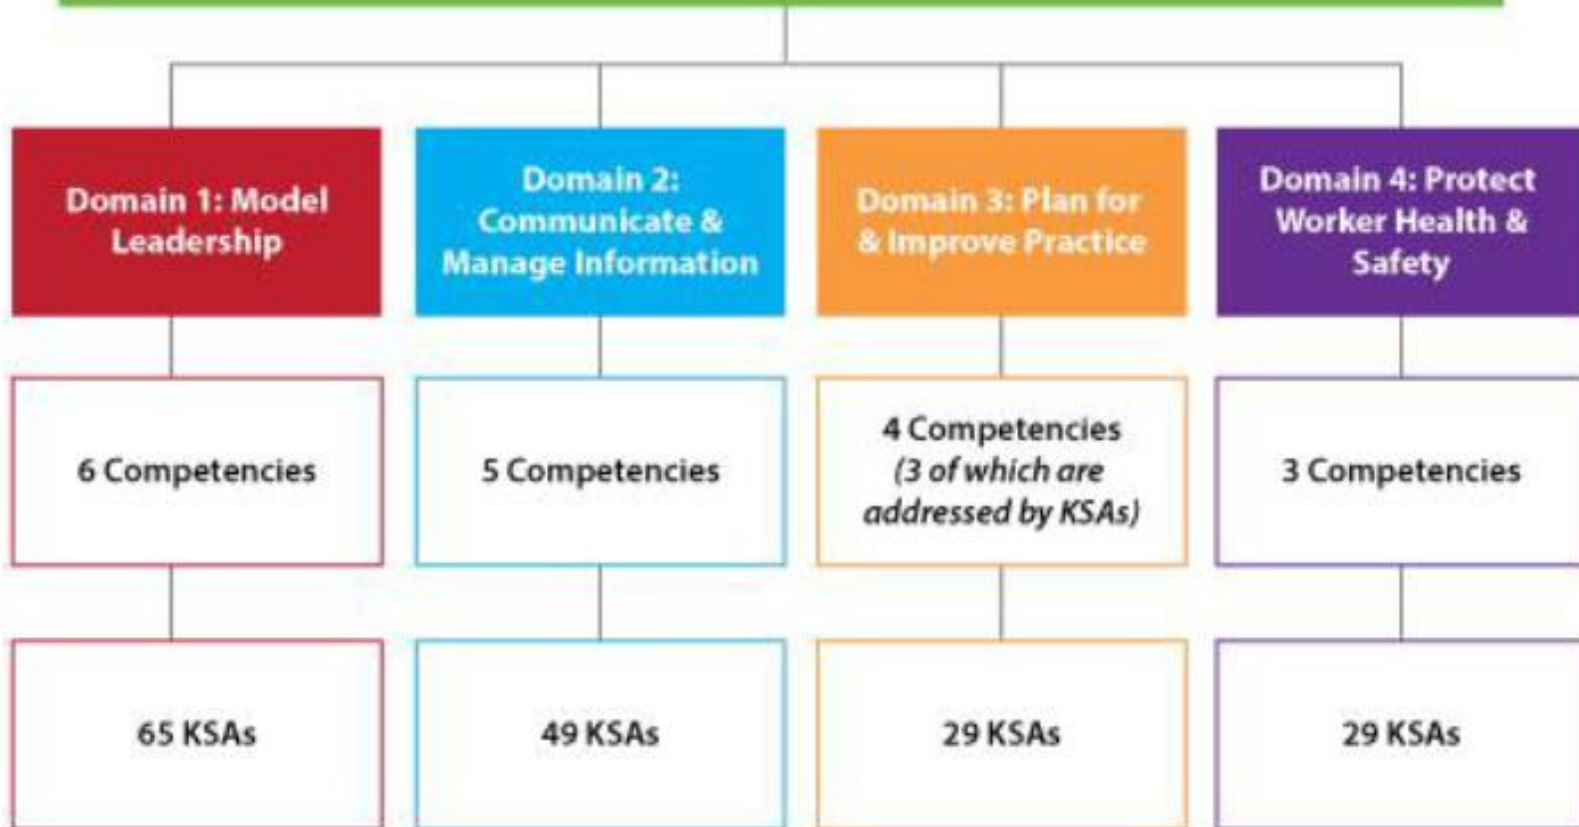 Domain 1: Model
Leadership
Domain 2:
Communicate &
Manage Information
Domain 3: Plan for
& Improve Practice
Domain 4: Protect
Worker Health &
Safety
6 Competencies
5 Competencies
4 Competencies
(3 of which are
addressed by KSAs)
3 Competencies
65 KSAs
49 KSAs
29 KSAs
29 KSAs